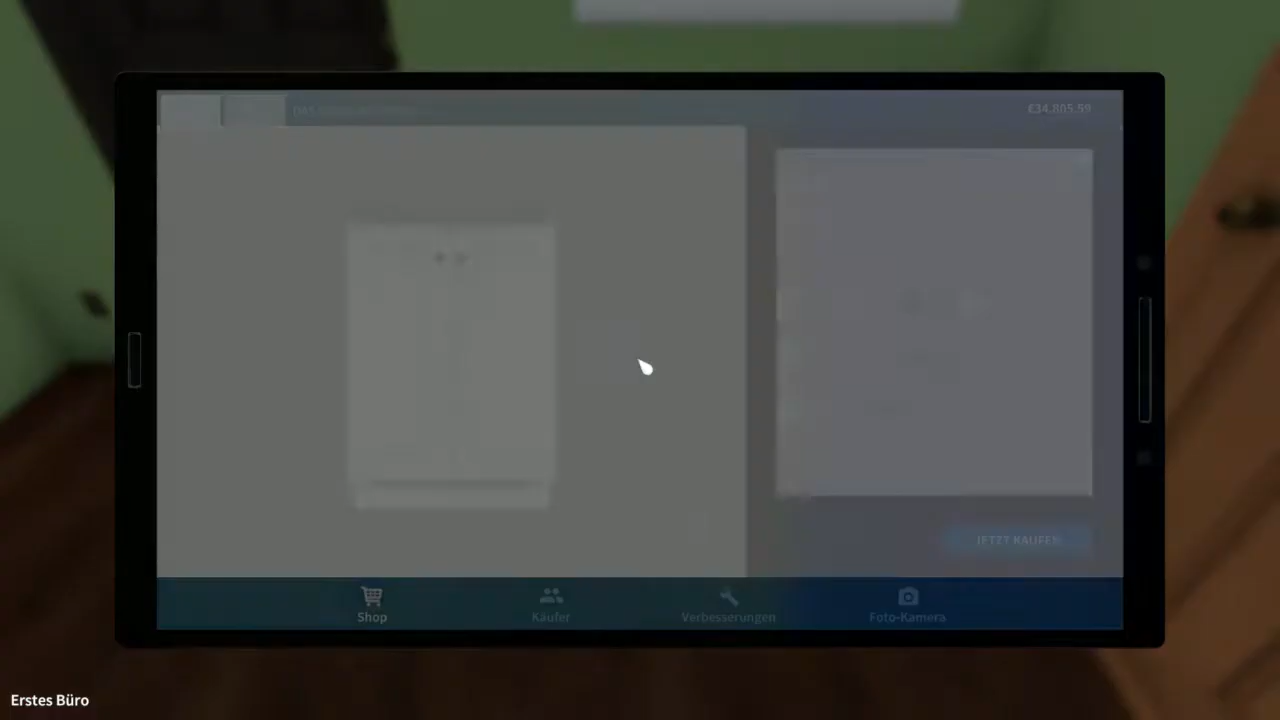 €34,805.59
JETZT KAUFEN
Shop
Käufer
Verbesserungen
Foto-Kamera
Erstes Büro